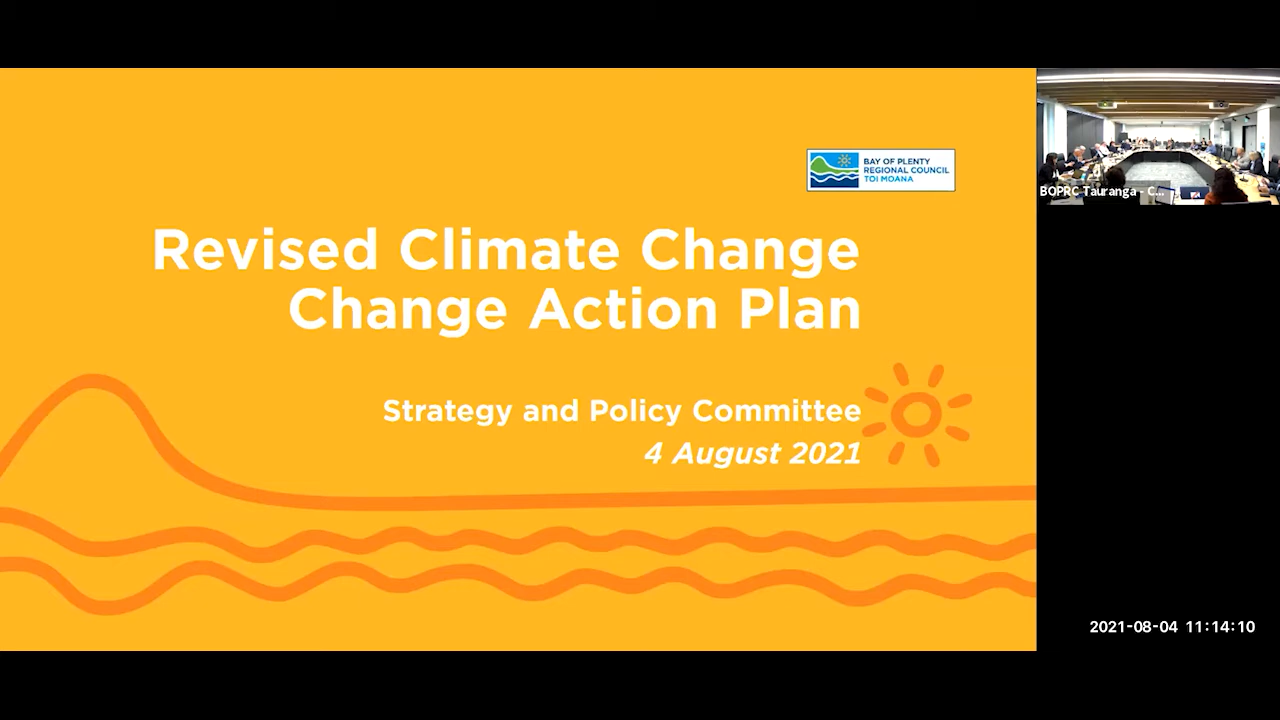 BAY OF PLENTY
REGIONAL COUNCIL
TOI MOANA
Revised Climate Change
Change Action Plan
Strategy and Policy Committee
4 August 2021
BOPRC Tauranga - C...
2021-08-04 11:14:10